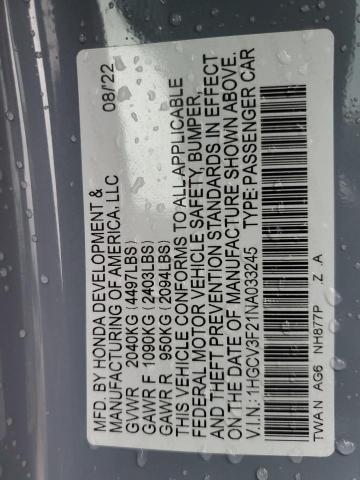 MFD. BY HONDA DEVELOPMENT & 08/22
MANUFACTURING OF AMERICA, LLC
GVWR 2040KG (4497LBS)
GAWR F 1090KG (2403LBS)
GAWR R 950KG (2094LBS)
THIS VEHICLE CONFORMS TO ALL APPLICABLE
FEDERAL MOTOR VEHICLE SAFETY, BUMPER,
AND THEFT PREVENTION STANDARDS IN EFFECT
ON THE DATE OF MANUFACTURE SHOWN ABOVE.
V.I.N.: 1HGCV3F21NA033245 TYPE: PASSENGER CAR
TWAN AG6 NH877P Z .A